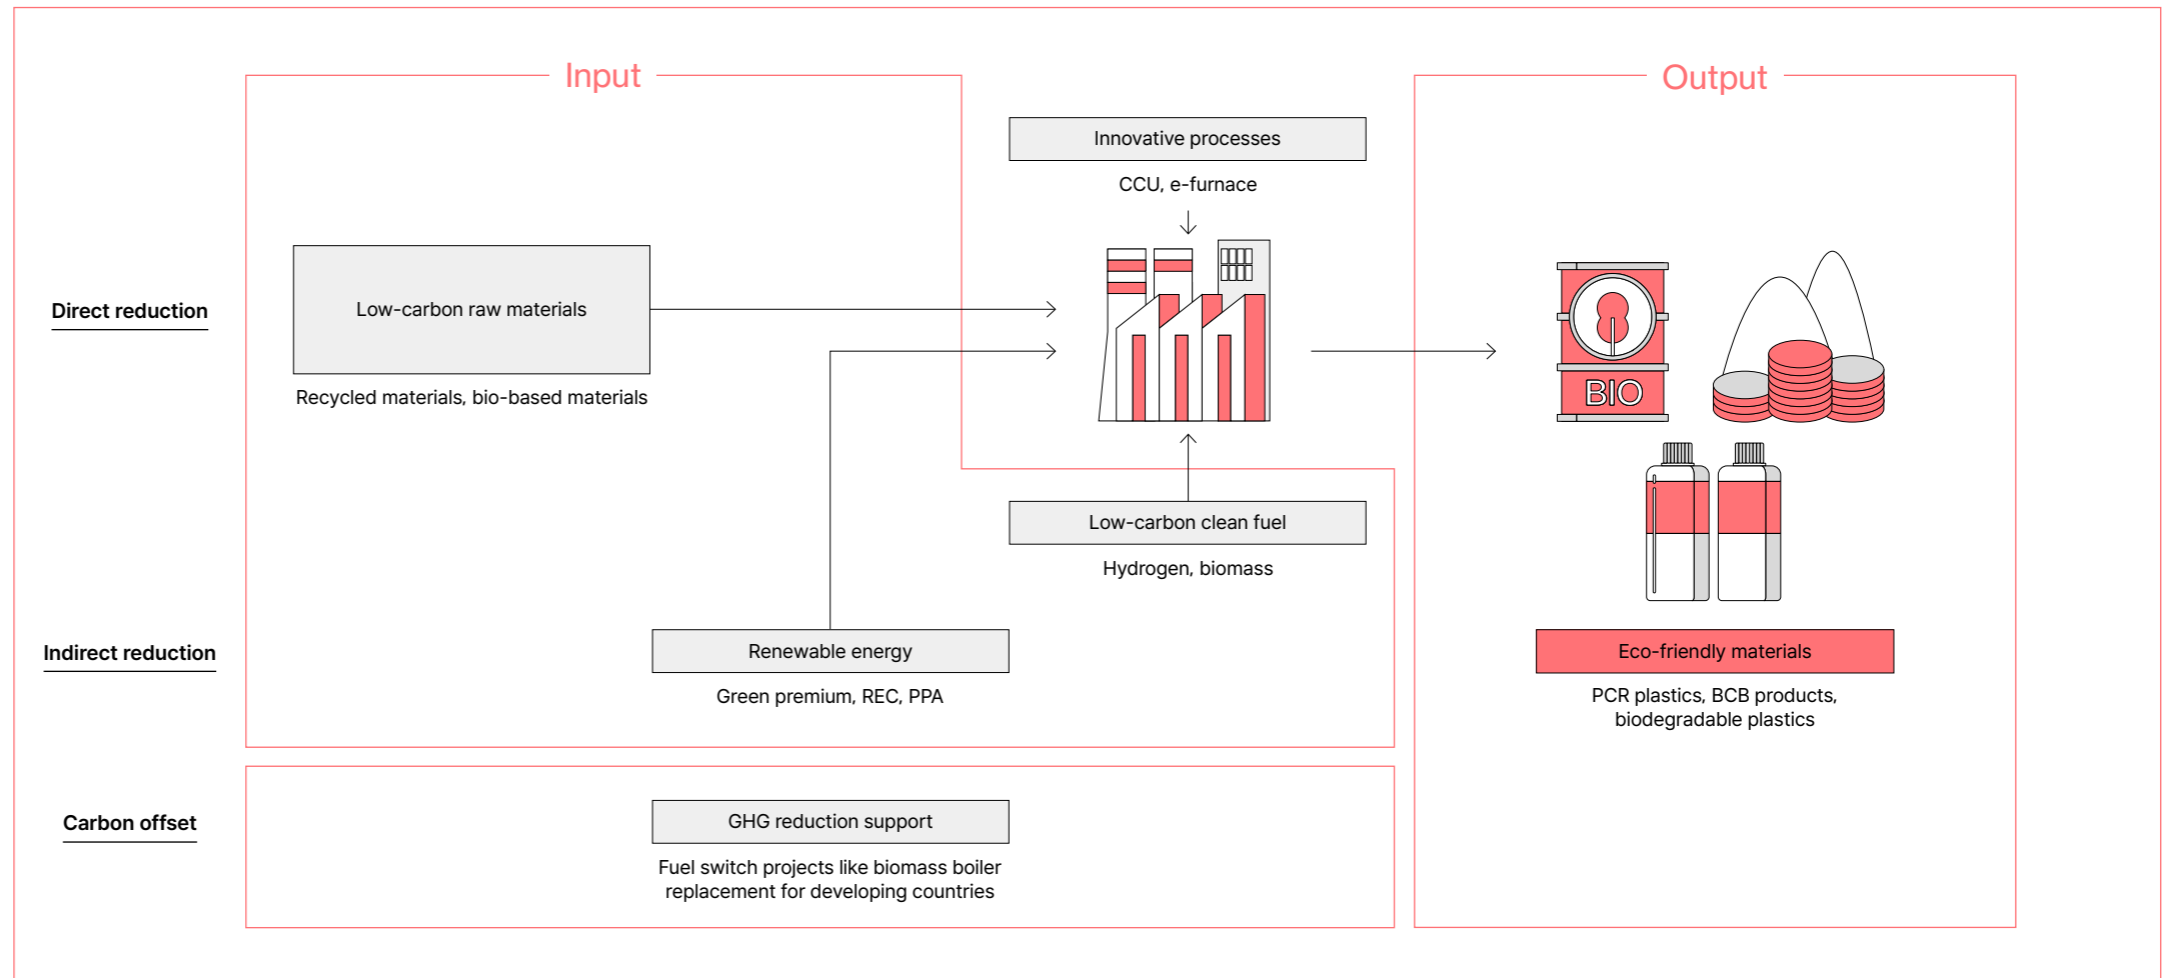 Input
Output
Innovative processes
CCU, e-furnace
Direct reduction
Low-carbon raw materials
Recycled materials, bio-based materials
BIO
Low-carbon clean fuel
Hydrogen, biomass
Indirect reduction
Renewable energy
Green premium, REC, PPA
Eco-friendly materials
PCR plastics, BCB products,
biodegradable plastics
Carbon offset
GHG reduction support
Fuel switch projects like biomass boiler
replacement for developing countries